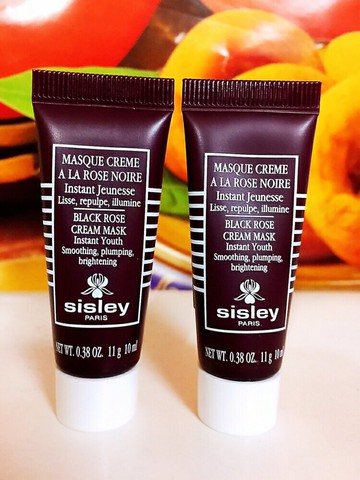 MASQUE CREME
A LA ROSE NOIRE
Instant Jeunesse
Lisse, repulpe, illumine
BLACK ROSE
CREAM MASK
Instant Youth
Smoothing, plumping,
brightening
sisley
PARIS
NET WT. 0.38 OZ. 11 g 10 ml
MASQUE CREME
A LA ROSE NOIRE
Instant Jeunesse
Lisse, repulpe, illumine
BLACK ROSE
CREAM MASK
Instant Youth
Smoothing, plumping,
brightening
sisley
PARIS
NET WT. 0.38 OZ. 11 g 10 ml